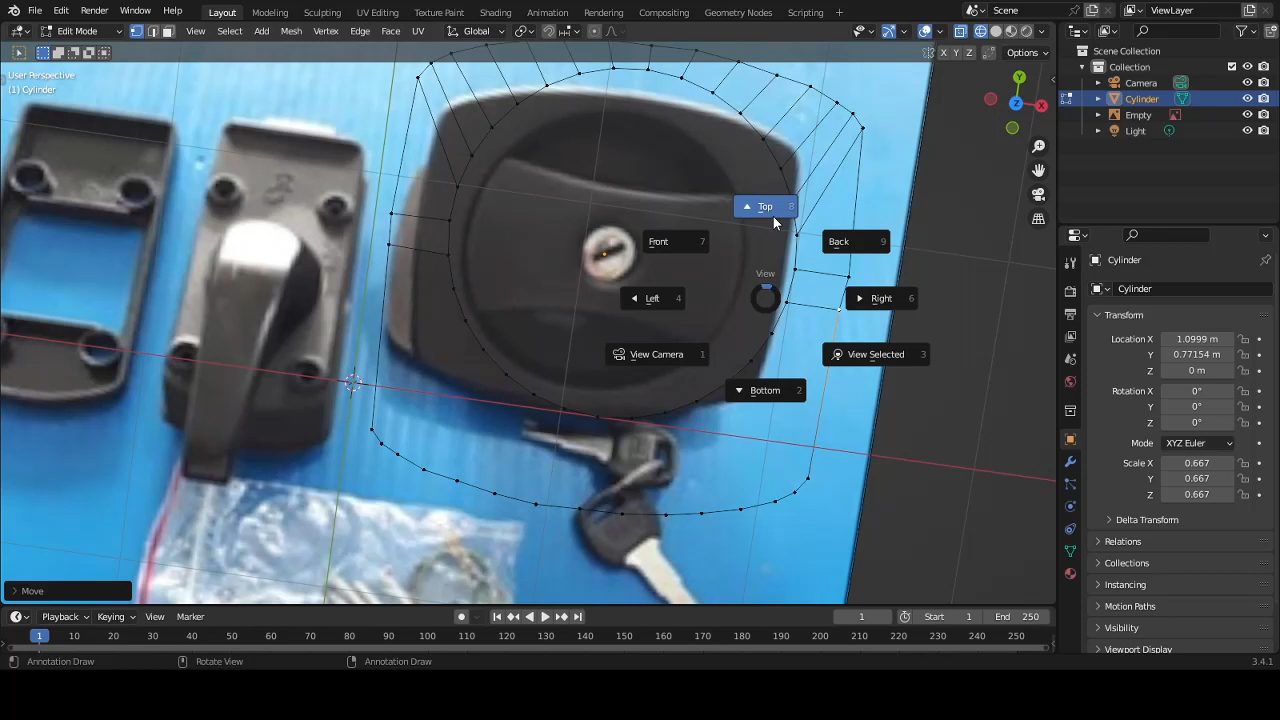 File Edit Render Window Help Layout Modeling Sculpting UV Editing Texture Paint Shading Animation Rendering Compositing Geometry Nodes Scripting + Scene ViewLayer
Edit Mode View Select Add Mesh Vertex Edge Face UV Global
X Y Z Options
User Perspective
(1) Cylinder
Scene Collection
Collection
Camera
Cylinder
Empty
Light
Y
Z
X
Top 8
Front 7
Back 9
View
Left 4
Right 6
View Camera 1
View Selected 3
Bottom 2
Cylinder
Cylinder
Transform
Location X 1.0999 m
Y 0.77154 m
Z 0 m
Rotation X 0°
Y 0°
Z 0°
Mode XYZ Euler
Scale X 0.667
Y 0.667
Z 0.667
Delta Transform
Relations
Collections
Instancing
Motion Paths
Visibility
Viewport Display
Move
Playback Keying View Marker 1 Start 1 End 250
1 10 20 30 40 50 60 70 80 90 100 110 120 130 140 150 160 170 180 190 200 210 220 230 240 250
Annotation Draw Rotate View Annotation Draw 3.4.1